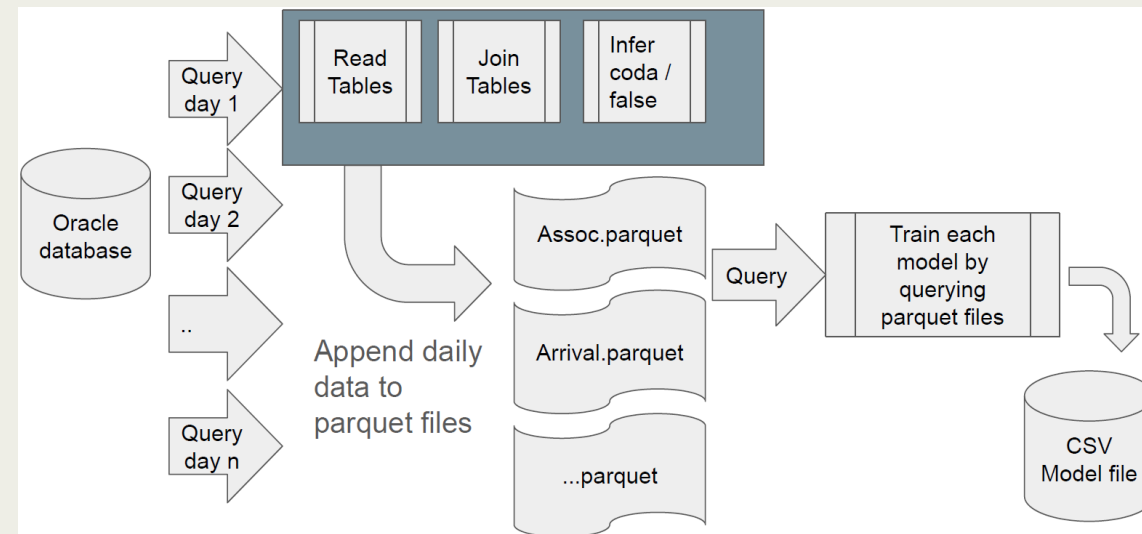 Query
day 1
Read
Tables
Join
Tables
Infer
coda /
false
Oracle
database
Query
day 2
..
Query
day n
Append daily
data to
parquet files
Assoc.parquet
Arrival.parquet
...parquet
Query
Train each
model by
querying
parquet files
CSV
Model file